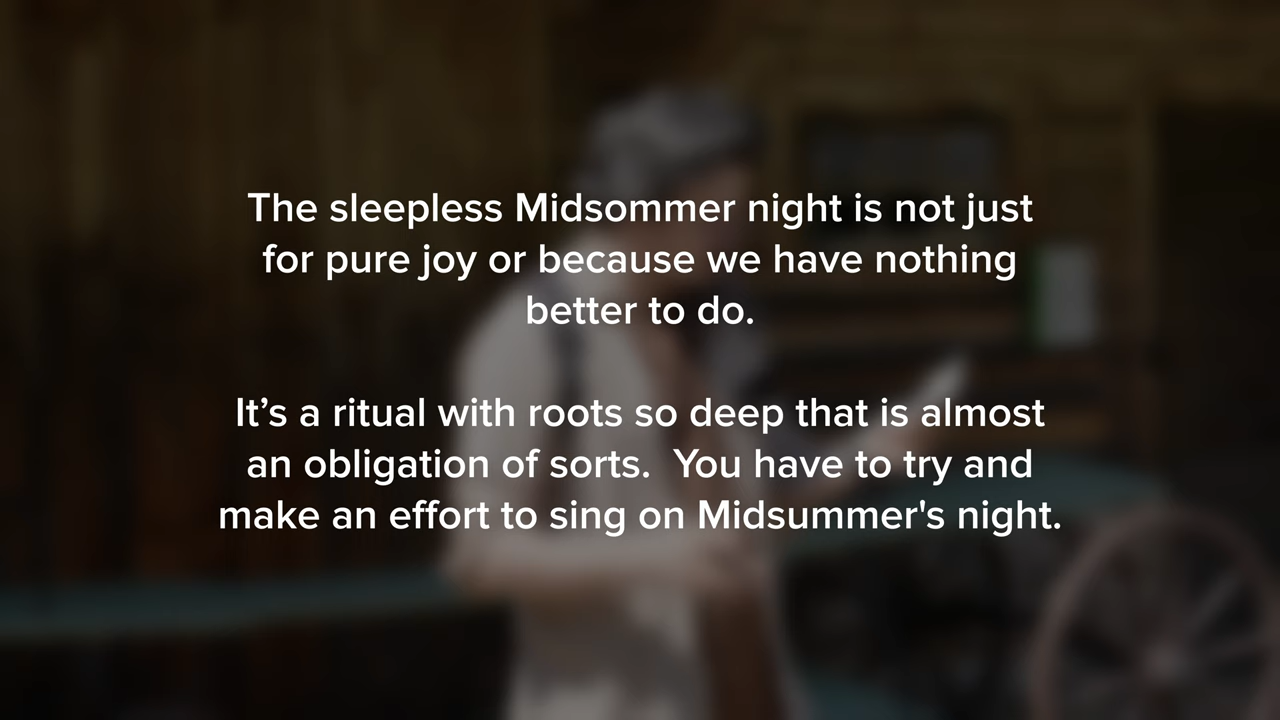 The sleepless Midsommer night is not just
for pure joy or because we have nothing
better to do.
It’s a ritual with roots so deep that is almost
an obligation of sorts.  You have to try and
make an effort to sing on Midsummer's night.